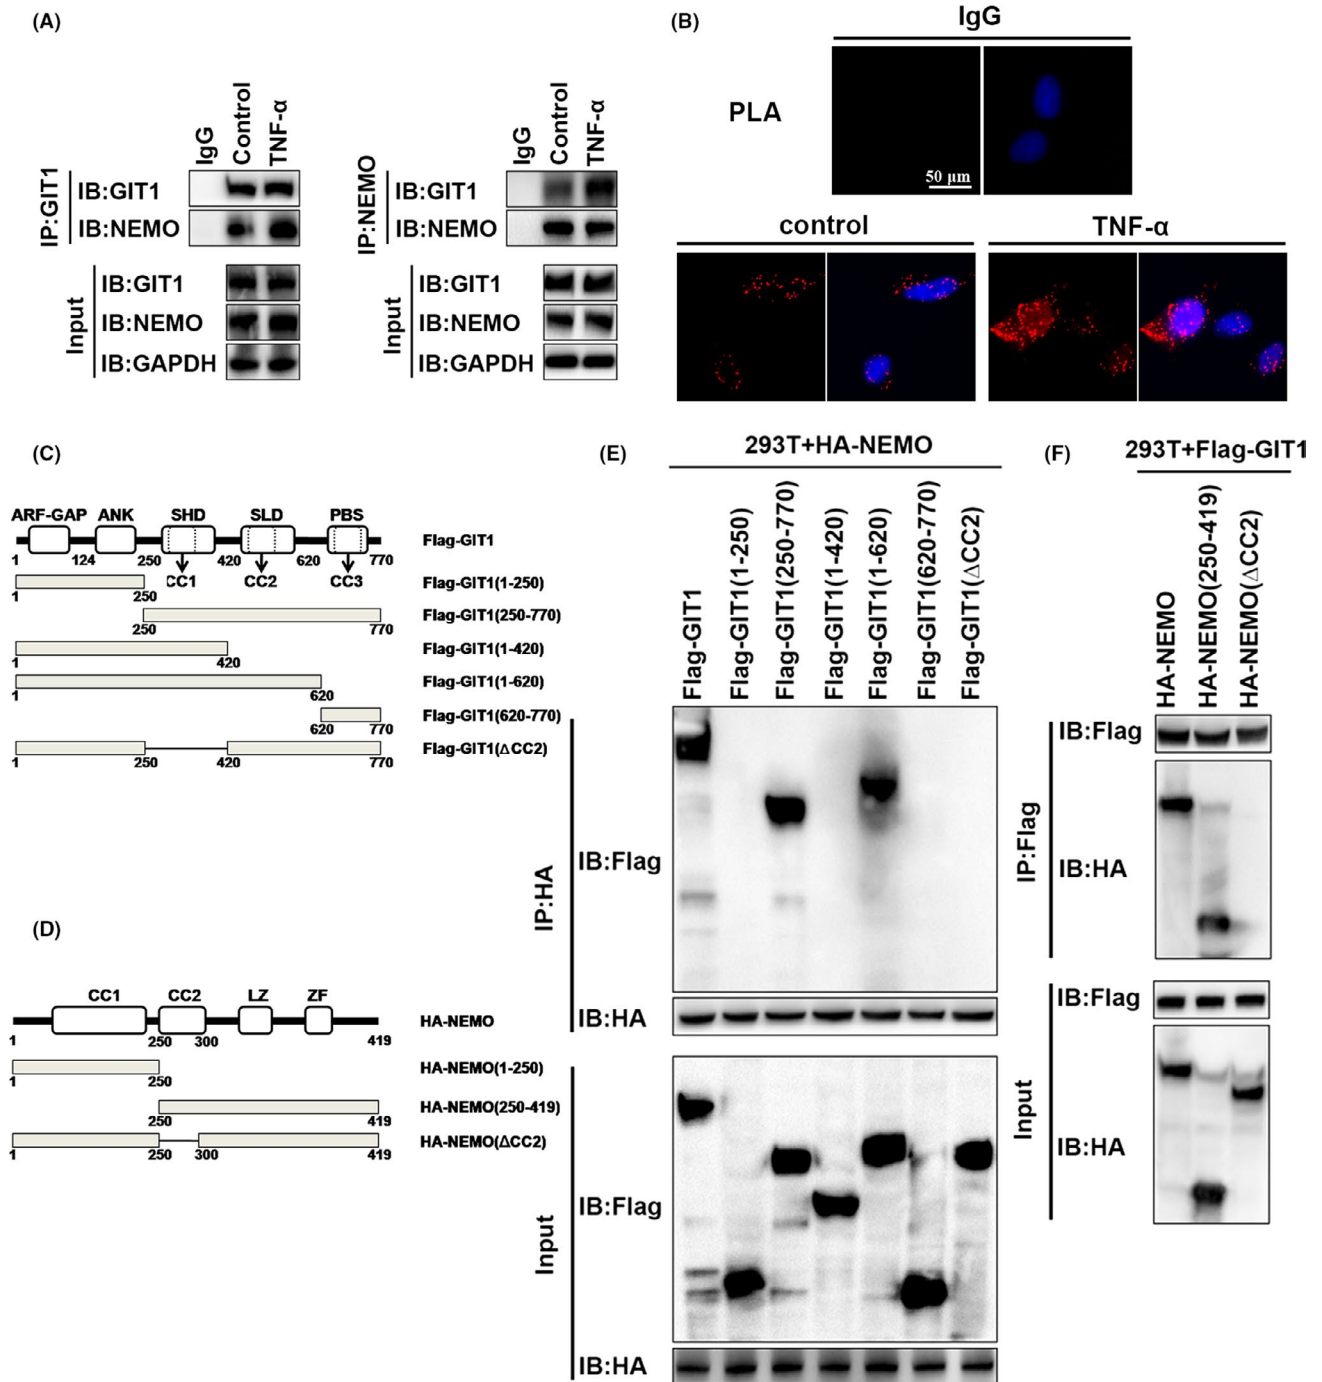 (A)
IgG
Control
TNF-α
IP:GIT1
IB:GIT1
IB:NEMO
Input
IB:GIT1
IB:NEMO
IB:GAPDH
IgG
Control
TNF-α
IP:NEMO
IB:GIT1
IB:NEMO
Input
IB:GIT1
IB:NEMO
IB:GAPDH
(B)
IgG
PLA
50 μm
control
TNF-α
(C)
ARF-GAP ANK SHD SLD PBS
Flag-GIT1
1 124 250 420 620 770
CC1 CC2 CC3
Flag-GIT1(1-250)
1 250
Flag-GIT1(250-770)
250 770
Flag-GIT1(1-420)
1 420
Flag-GIT1(1-620)
1 620
Flag-GIT1(620-770)
620 770
Flag-GIT1(ΔCC2)
1 250 420 770
(D)
CC1 CC2 LZ ZF
HA-NEMO
1 250 300 419
HA-NEMO(1-250)
1 250
HA-NEMO(250-419)
250 419
HA-NEMO(ΔCC2)
1 250 300 419
(E)
293T+HA-NEMO
Flag-GIT1
Flag-GIT1(1-250)
Flag-GIT1(250-770)
Flag-GIT1(1-420)
Flag-GIT1(1-620)
Flag-GIT1(620-770)
Flag-GIT1(ΔCC2)
IP:HA
IB:Flag
IB:HA
Input
IB:Flag
IB:HA
(F)
293T+Flag-GIT1
HA-NEMO
HA-NEMO(250-419)
HA-NEMO(ΔCC2)
IP:Flag
IB:Flag
IB:HA
Input
IB:Flag
IB:HA